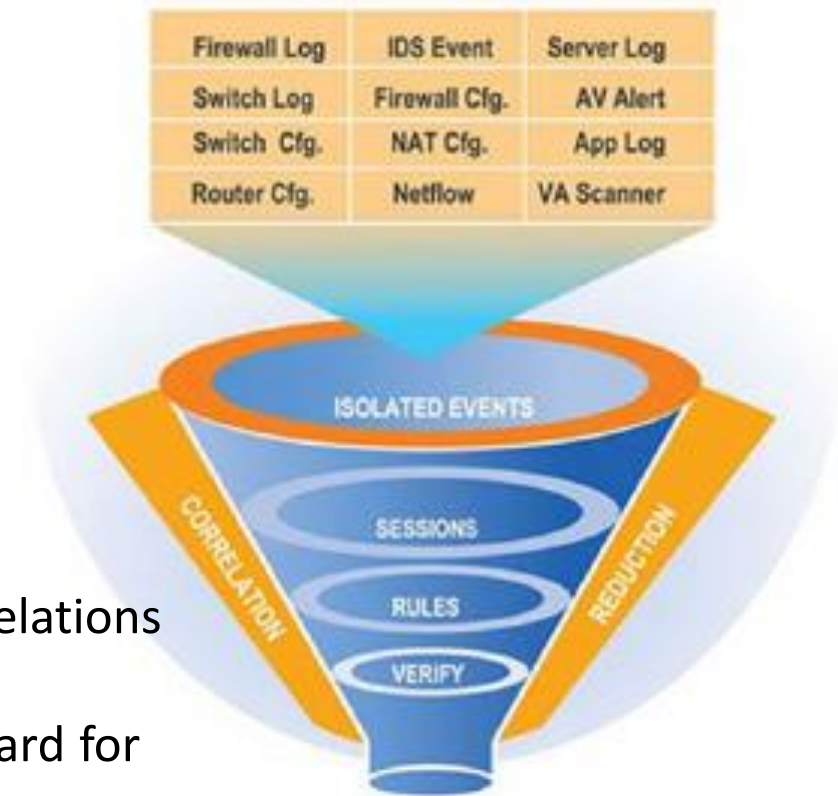 Firewall Log IDS Event Server Log
Switch Log Firewall Cfg. AV Alert
Switch Cfg. NAT Cfg. App Log
Router Cfg. Netflow VA Scanner
ISOLATED EVENTS
CORRELATION
REDUCTION
SESSIONS
RULES
VERIFY
elations
ard for